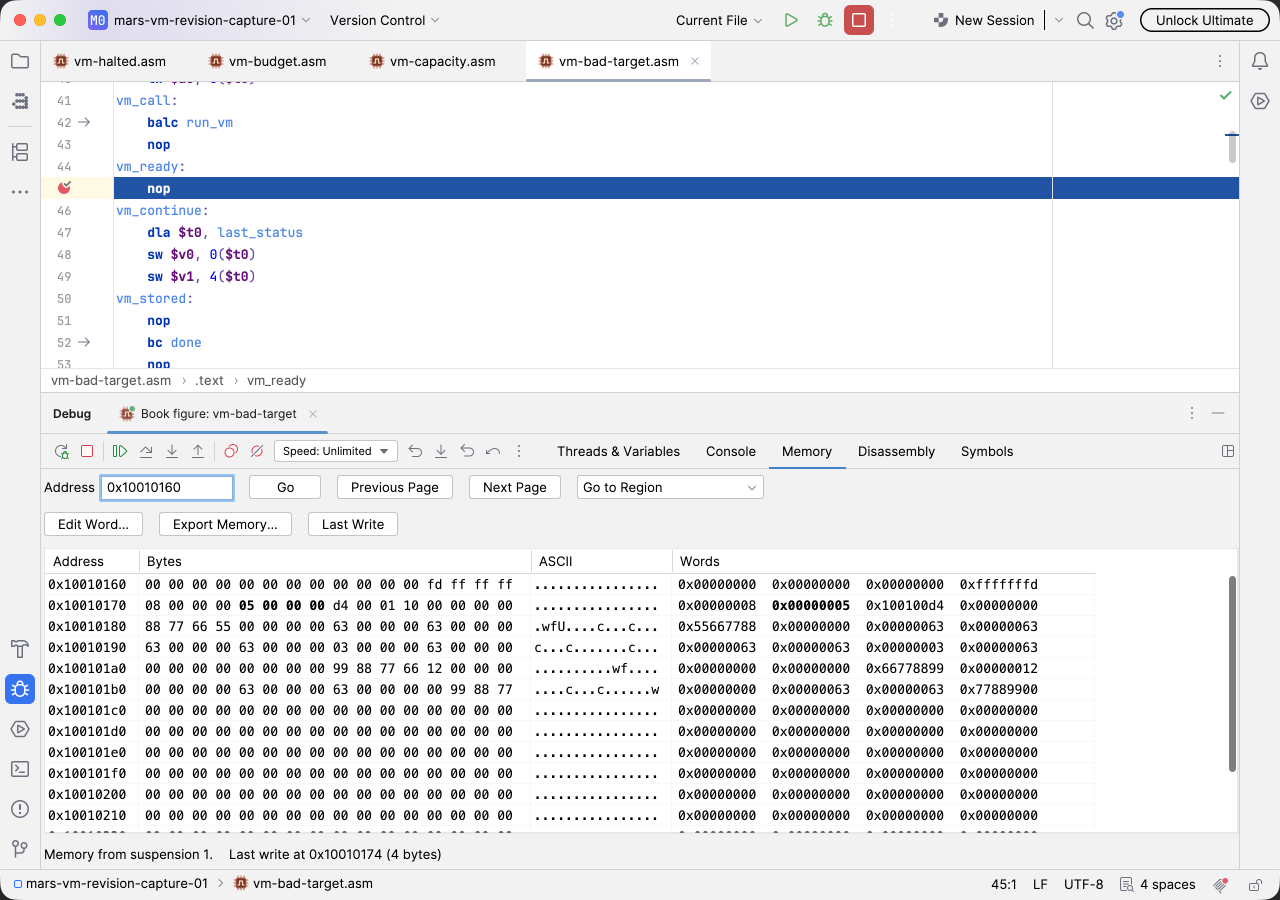 M0 mars-vm-revision-capture-01 Version Control Current File New Session Unlock Ultimate
vm-halted.asm vm-budget.asm vm-capacity.asm vm-bad-target.asm
41 vm_call:
42 balc run_vm
43 nop
44 vm_ready:
nop
46 vm_continue:
47 dla $t0, last_status
48 sw $v0, 0($t0)
49 sw $v1, 4($t0)
50 vm_stored:
51 nop
52 bc done
53 nop
vm-bad-target.asm › .text › vm_ready
Debug Book figure: vm-bad-target
Speed: Unlimited Threads & Variables Console Memory Disassembly Symbols
Address 0x10010160 Go Previous Page Next Page Go to Region
Edit Word... Export Memory... Last Write
Address Bytes ASCII Words
0x10010160 00 00 00 00 00 00 00 00 00 00 00 00 fd ff ff ff ................ 0x00000000 0x00000000 0x00000000 0xfffffffd
0x10010170 08 00 00 00 05 00 00 00 d4 00 01 10 00 00 00 00 ................ 0x00000008 0x00000005 0x100100d4 0x00000000
0x10010180 88 77 66 55 00 00 00 00 63 00 00 00 63 00 00 00 .wfU....c...c... 0x55667788 0x00000000 0x00000063 0x00000063
0x10010190 63 00 00 00 63 00 00 00 03 00 00 00 63 00 00 00 c...c.......c... 0x00000063 0x00000063 0x00000003 0x00000063
0x100101a0 00 00 00 00 00 00 00 00 99 88 77 66 12 00 00 00 ..........wf.... 0x00000000 0x00000000 0x66778899 0x00000012
0x100101b0 00 00 00 00 63 00 00 00 63 00 00 00 00 99 88 77 ....c...c......w 0x00000000 0x00000063 0x00000063 0x77889900
0x100101c0 00 00 00 00 00 00 00 00 00 00 00 00 00 00 00 00 ................ 0x00000000 0x00000000 0x00000000 0x00000000
0x100101d0 00 00 00 00 00 00 00 00 00 00 00 00 00 00 00 00 ................ 0x00000000 0x00000000 0x00000000 0x00000000
0x100101e0 00 00 00 00 00 00 00 00 00 00 00 00 00 00 00 00 ................ 0x00000000 0x00000000 0x00000000 0x00000000
0x100101f0 00 00 00 00 00 00 00 00 00 00 00 00 00 00 00 00 ................ 0x00000000 0x00000000 0x00000000 0x00000000
0x10010200 00 00 00 00 00 00 00 00 00 00 00 00 00 00 00 00 ................ 0x00000000 0x00000000 0x00000000 0x00000000
0x10010210 00 00 00 00 00 00 00 00 00 00 00 00 00 00 00 00 ................ 0x00000000 0x00000000 0x00000000 0x00000000
Memory from suspension 1. Last write at 0x10010174 (4 bytes)
mars-vm-revision-capture-01 › vm-bad-target.asm 45:1 LF UTF-8 4 spaces